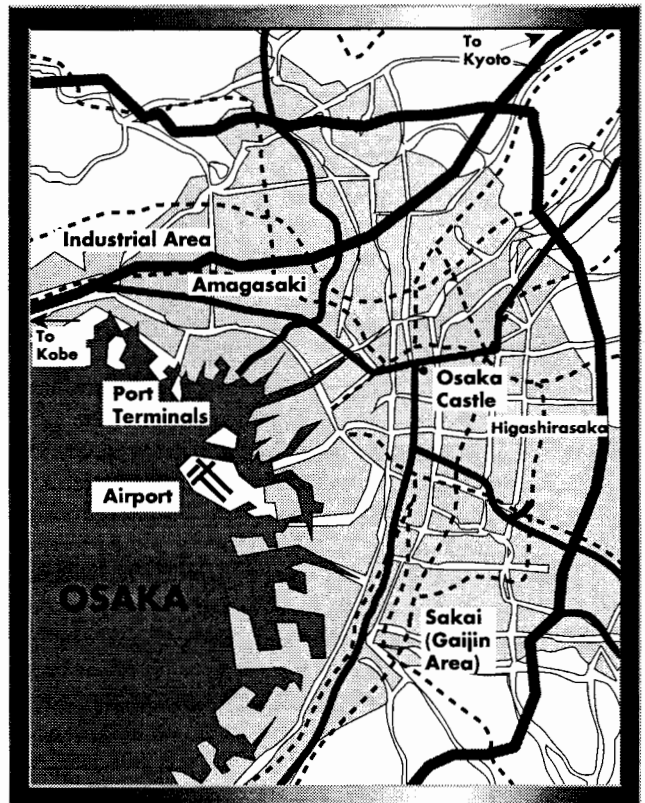 To
Kyoto
Industrial Area
Amagasaki
To
Kobe
Port
Terminals
Osaka
Castle
Higashirasaka
Airport
OSAKA
Sakai
(Gaijin
Area)